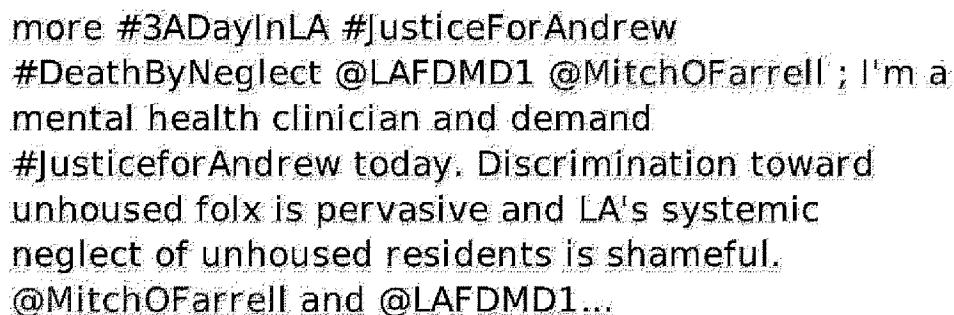 more #3ADayInLA #JusticeForAndrew
#DeathByNeglect @LAFDMD1 @MitchOFarrell ; I'm a
mental health clinician and demand
#JusticeforAndrew today. Discrimination toward
unhoused folx is pervasive and LA's systemic
neglect of unhoused residents is shameful.
@MitchOFarrell and @LAFDMD1...